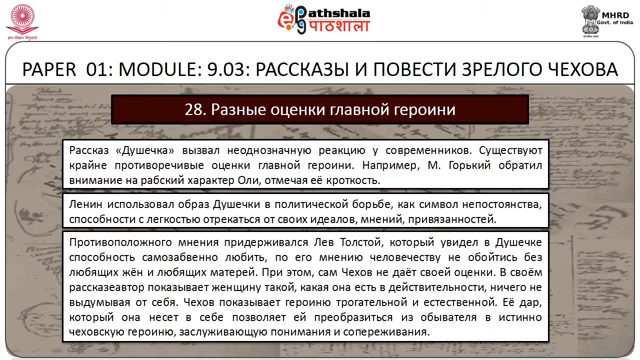 ePathshala
पाठशाला
MHRD
Govt. of India
PAPER 01: MODULE: 9.03: РАССКАЗЫ И ПОВЕСТИ ЗРЕЛОГО ЧЕХОВА
28. Разные оценки главной героини
Рассказ «Душечка» вызвал неоднозначную реакцию у современников. Существуют
крайне противоречивые оценки главной героини. Например, М. Горький обратил
внимание на рабский характер Оли, отмечая её кроткость.
Ленин использовал образ Душечки в политической борьбе, как символ непостоянства,
способности с легкостью отрекаться от своих идеалов, мнений, привязанностей.
Противоположного мнения придерживался Лев Толстой, который увидел в Душечке
способность самозабвенно любить, по его мнению человечеству не обойтись без
любящих жён и любящих матерей. При этом, сам Чехов не даёт своей оценки. В своём
рассказеавтор показывает женщину такой, какая она есть в действительности, ничего не
выдумывая от себя. Чехов показывает героиню трогательной и естественной. Её дар,
который она несет в себе позволяет ей преобразиться из обывателя в истинно
чеховскую героиню, заслуживающую понимания и сопереживания.